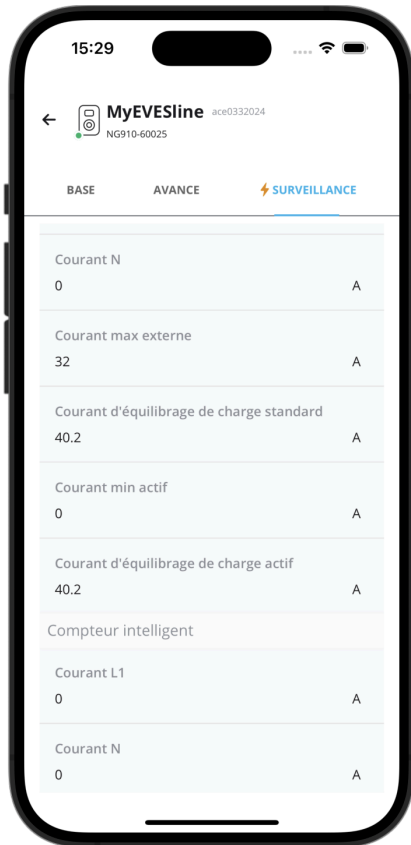 15:29
MyEVESline ace0332024
NG910-60025
BASE AVANCE SURVEILLANCE
Courant N
0 A
Courant max externe
32 A
Courant d'équilibrage de charge standard
40.2 A
Courant min actif
0 A
Courant d'équilibrage de charge actif
40.2 A
Compteur intelligent
Courant L1
0 A
Courant N
0 A